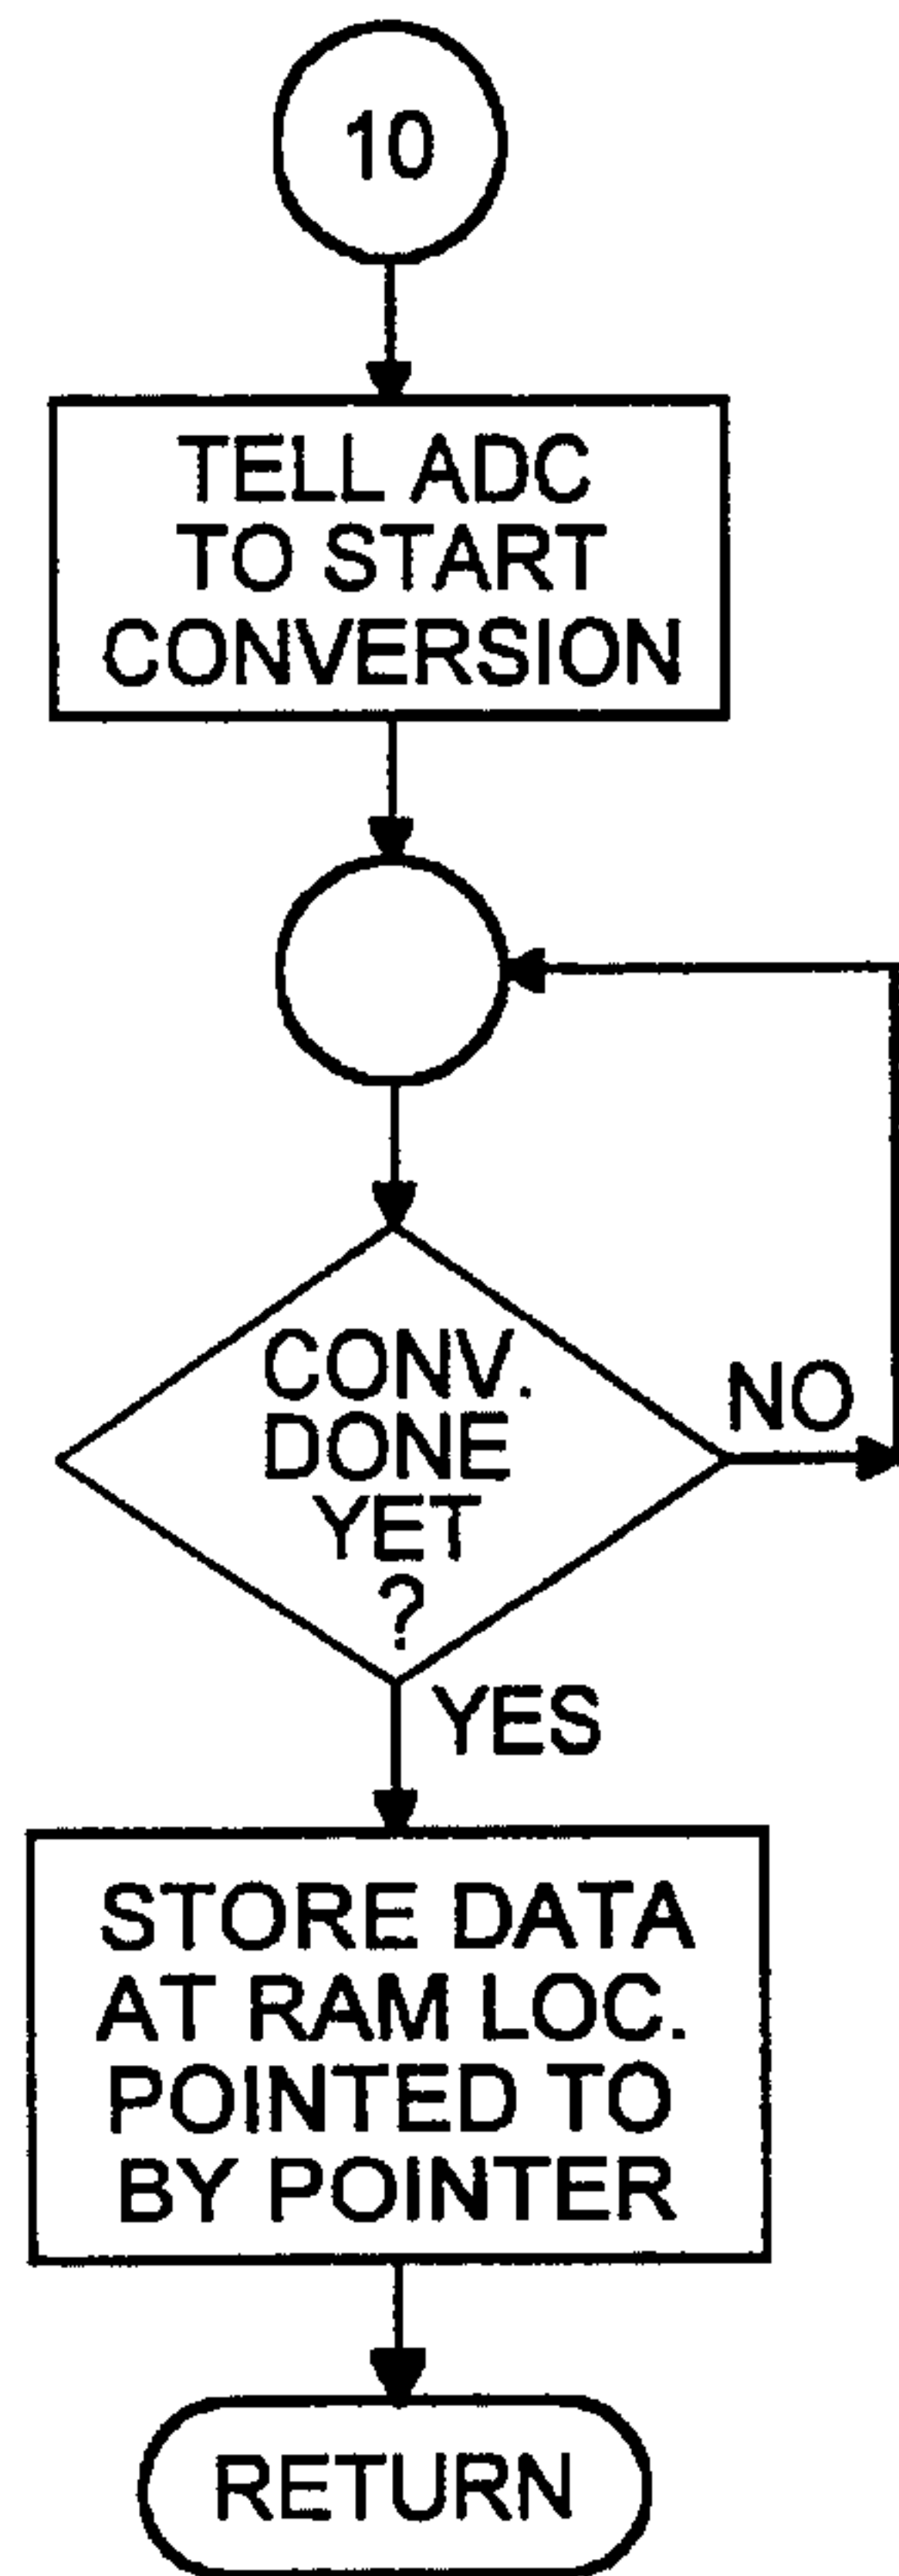 10
TELL ADC
TO START
CONVERSION
CONV.
DONE
YET
?
NO
YES
STORE DATA
AT RAM LOC.
POINTED TO
BY POINTER
RETURN